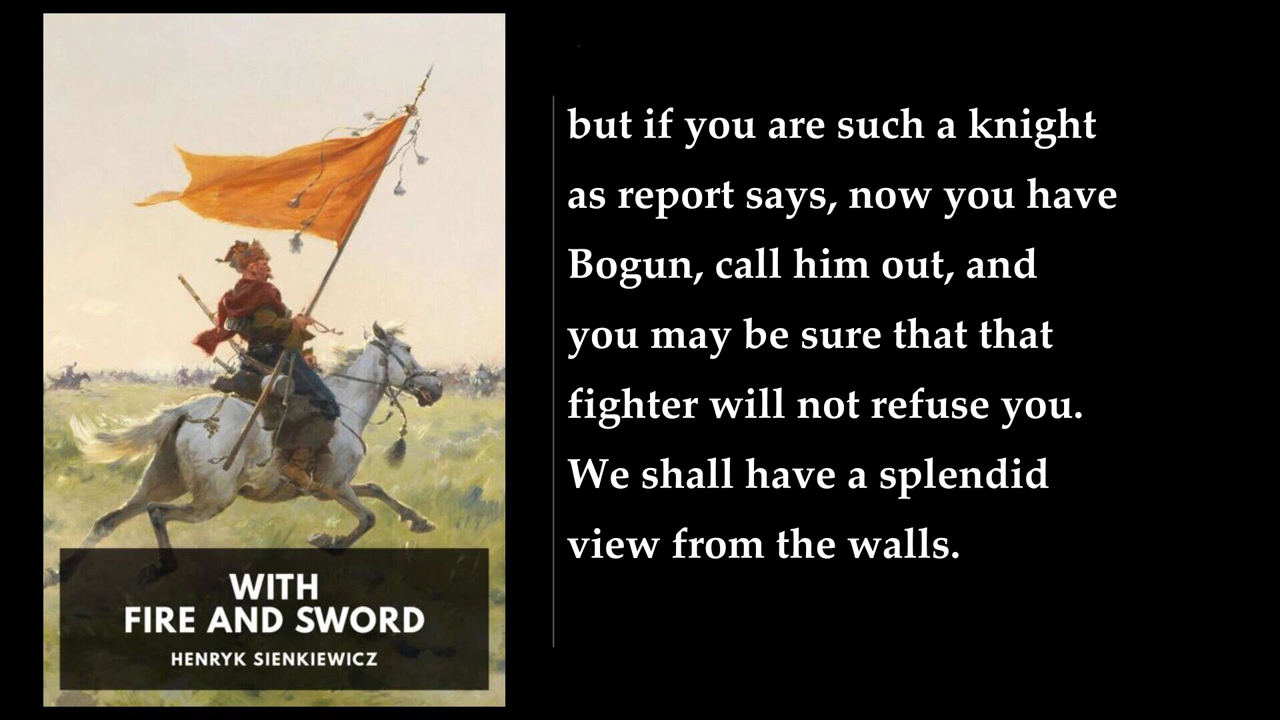 WITH
FIRE AND SWORD
HENRYK SIENKIEWICZ
but if you are such a knight
as report says, now you have
Bogun, call him out, and
you may be sure that that
fighter will not refuse you.
We shall have a splendid
view from the walls.